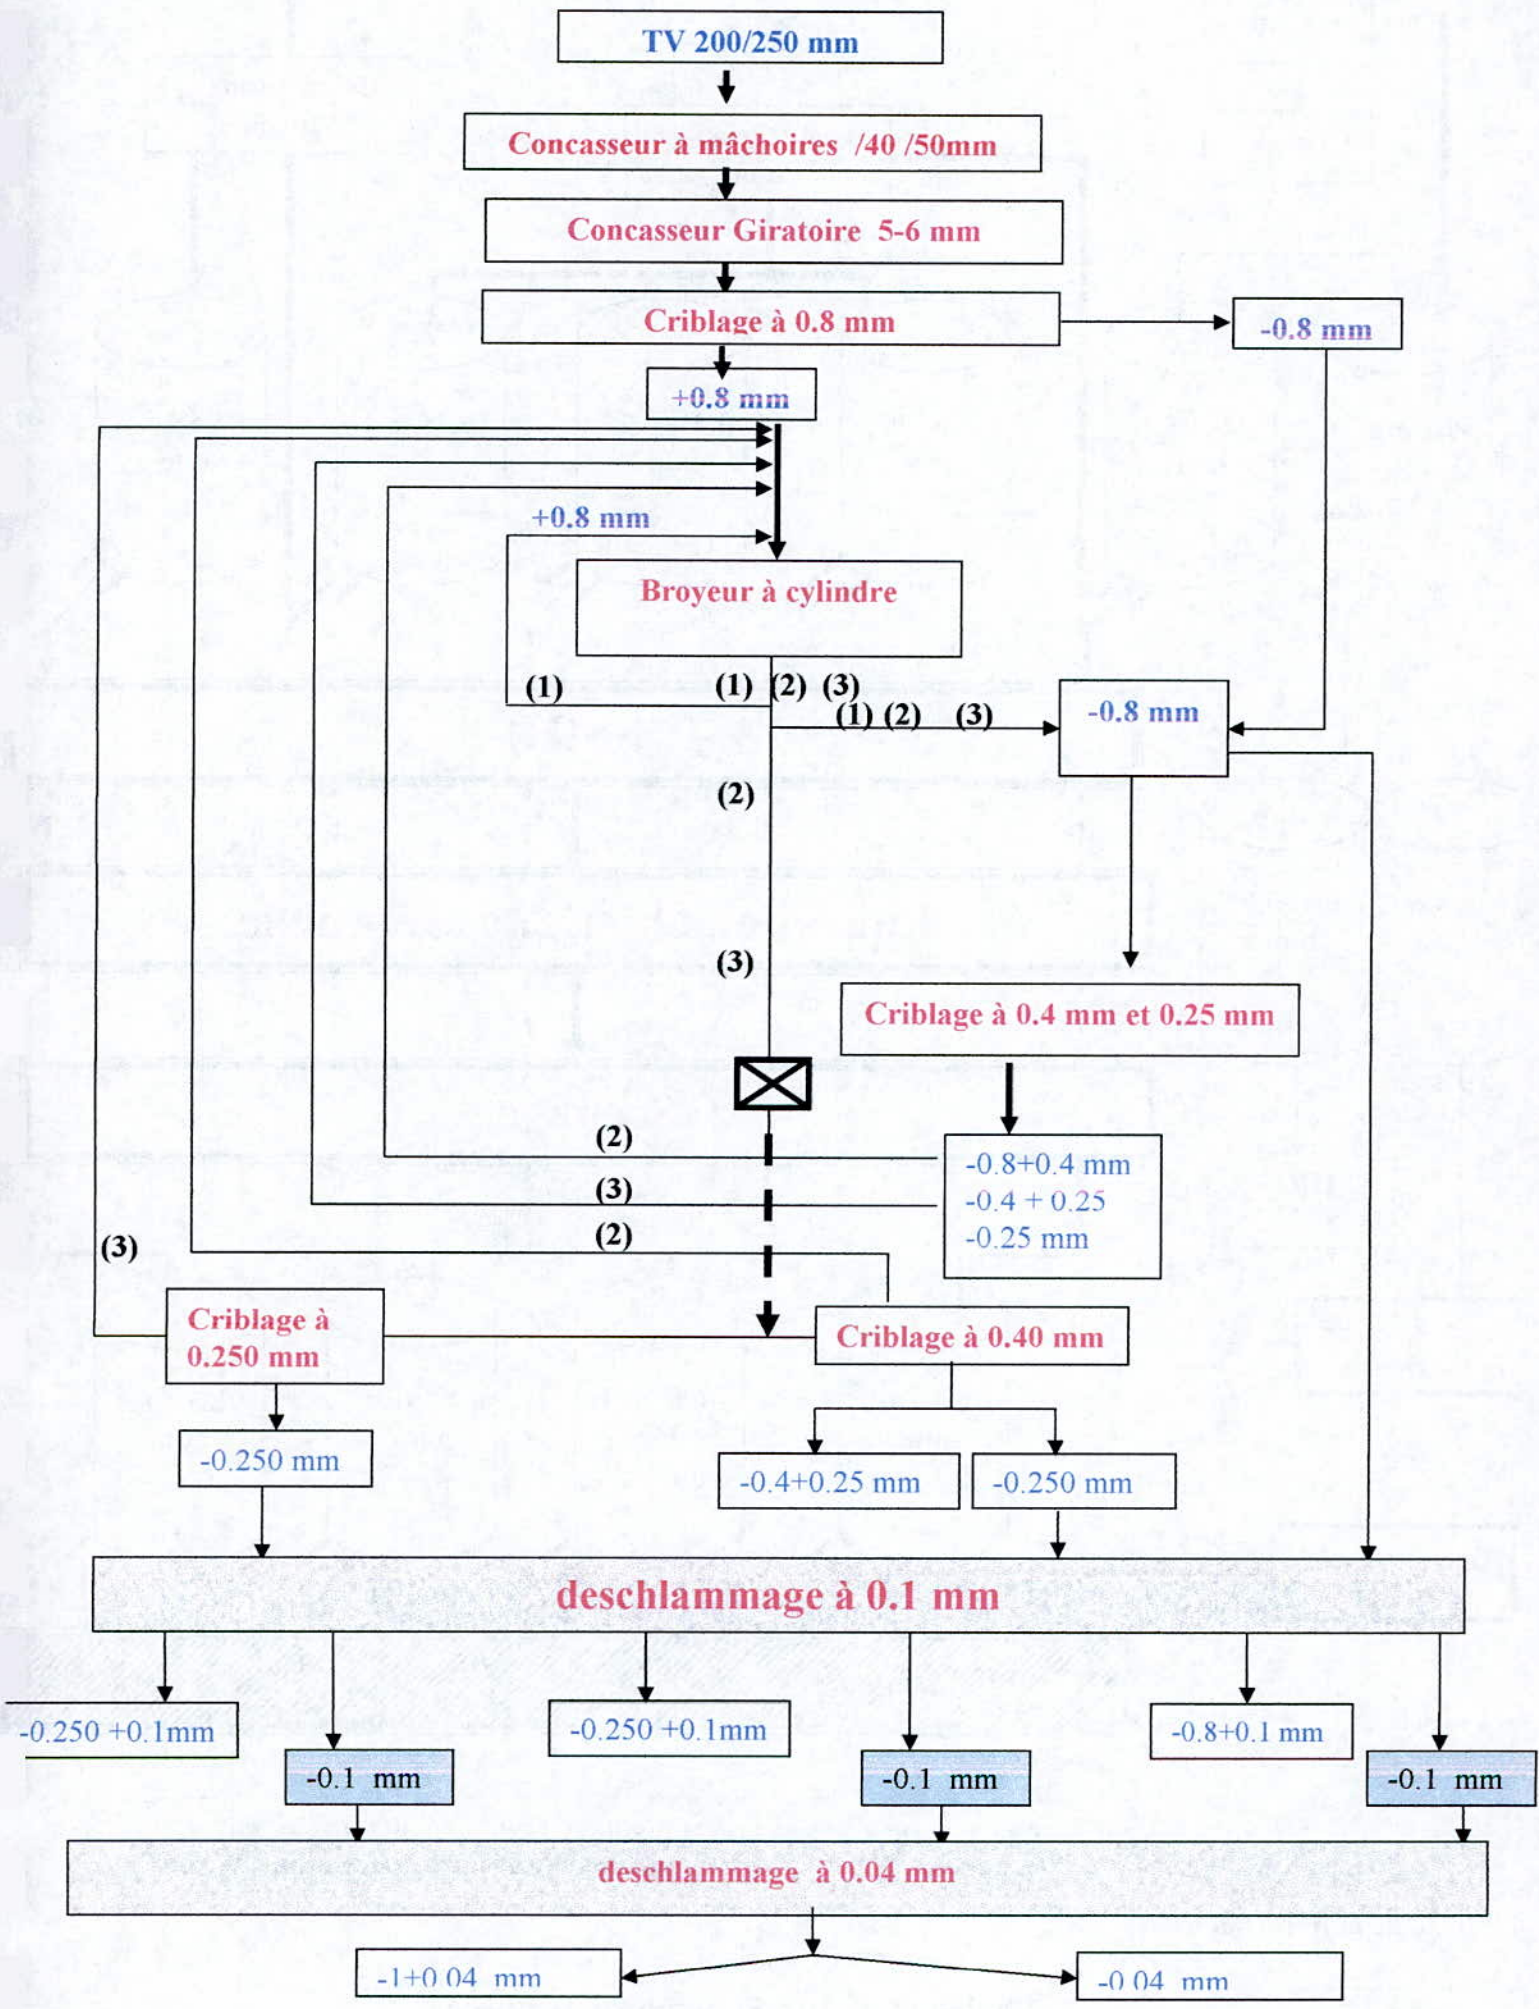 TV 200/250 mm
Concasseur à mâchoires /40 /50mm
Concasseur Giratoire 5-6 mm
Criblage à 0.8 mm
-0.8 mm
+0.8 mm
+0.8 mm
Broyeur à cylindre
(1)
(1) (2) (3)
(1) (2) (3)
-0.8 mm
(2)
(3)
Criblage à 0.4 mm et 0.25 mm
(2)
-0.8+0.4 mm
(3)
-0.4 + 0.25
(2)
-0.25 mm
(3)
Criblage à
0.250 mm
Criblage à 0.40 mm
-0.250 mm
-0.4+0.25 mm
-0.250 mm
deschlammage à 0.1 mm
-0.250 +0.1mm
-0.250 +0.1mm
-0.8+0.1 mm
-0.1 mm
-0.1 mm
-0.1 mm
deschlammage à 0.04 mm
-1+0 04 mm
-0 04 mm